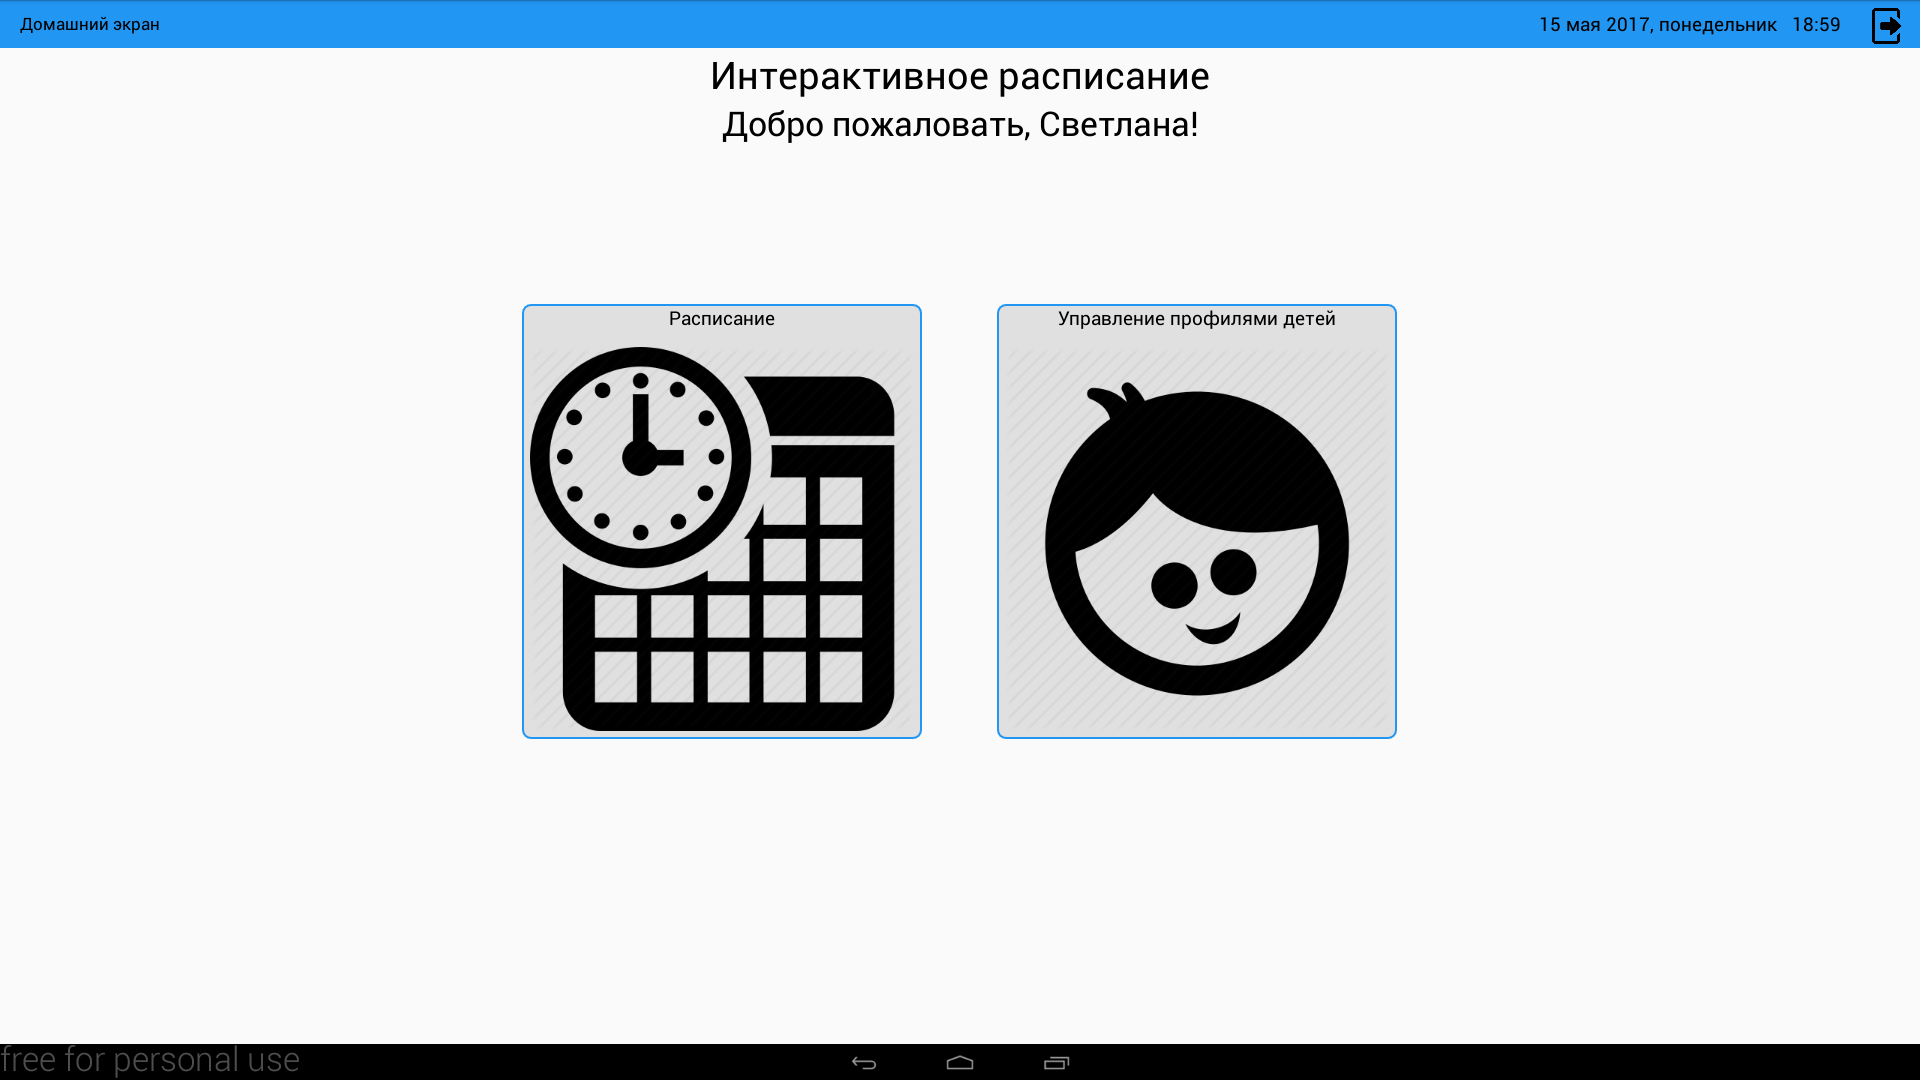 Домашний экран
15 мая 2017, понедельник 18:59
Интерактивное расписание
Добро пожаловать, Светлана!
Расписание
Управление профилями детей
free for personal use